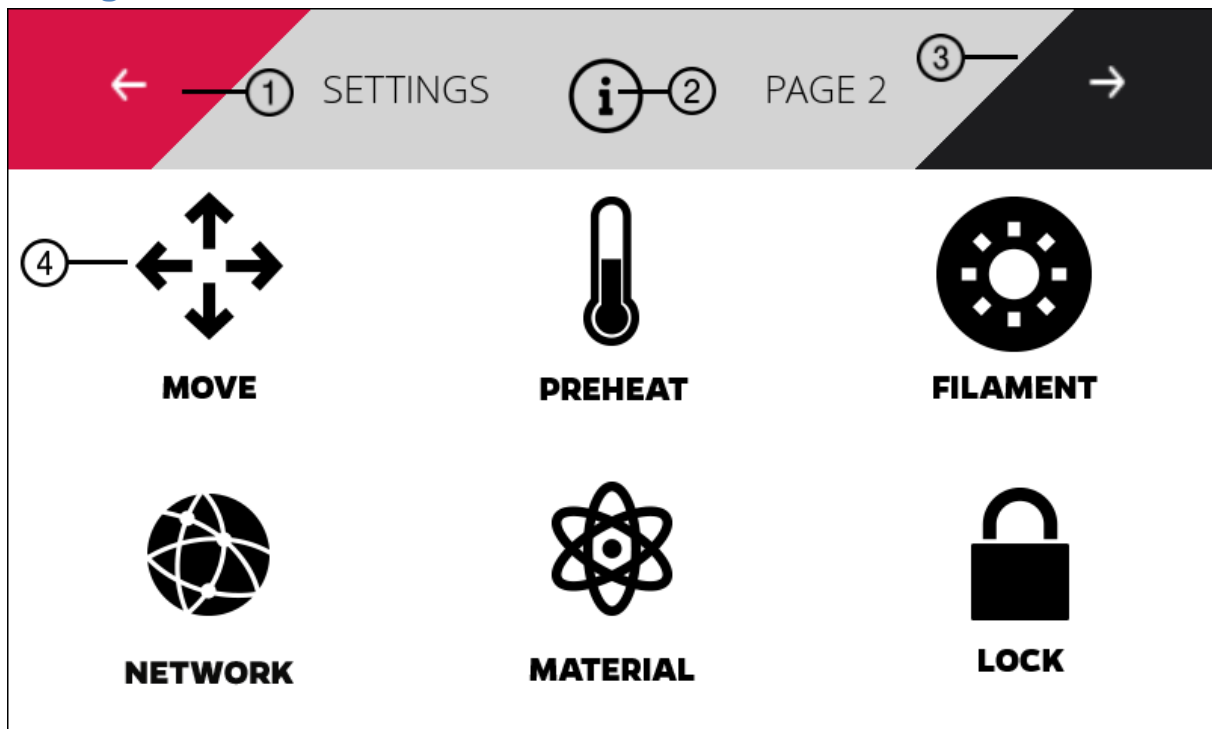 1 SETTINGS i 2 PAGE 2 3
4
MOVE PREHEAT FILAMENT
NETWORK MATERIAL LOCK